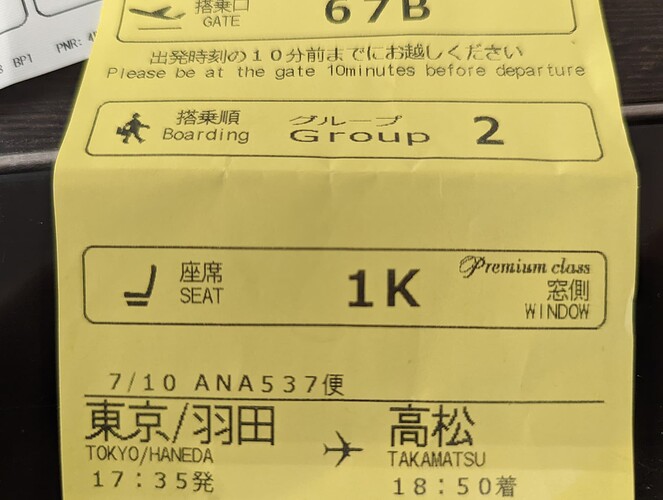 搭乗口 67B
GATE
出発時刻の10分前までにお越しください
Please be at the gate 10minutes before departure
搭乗順 グループ
Boarding Group 2
座席 1K Premium class
SEAT 窓側
WINDOW
7/10 ANA537便
東京/羽田 高松
TOKYO/HANEDA TAKAMATSU
17:35発 18:50着
BP1 PNR: